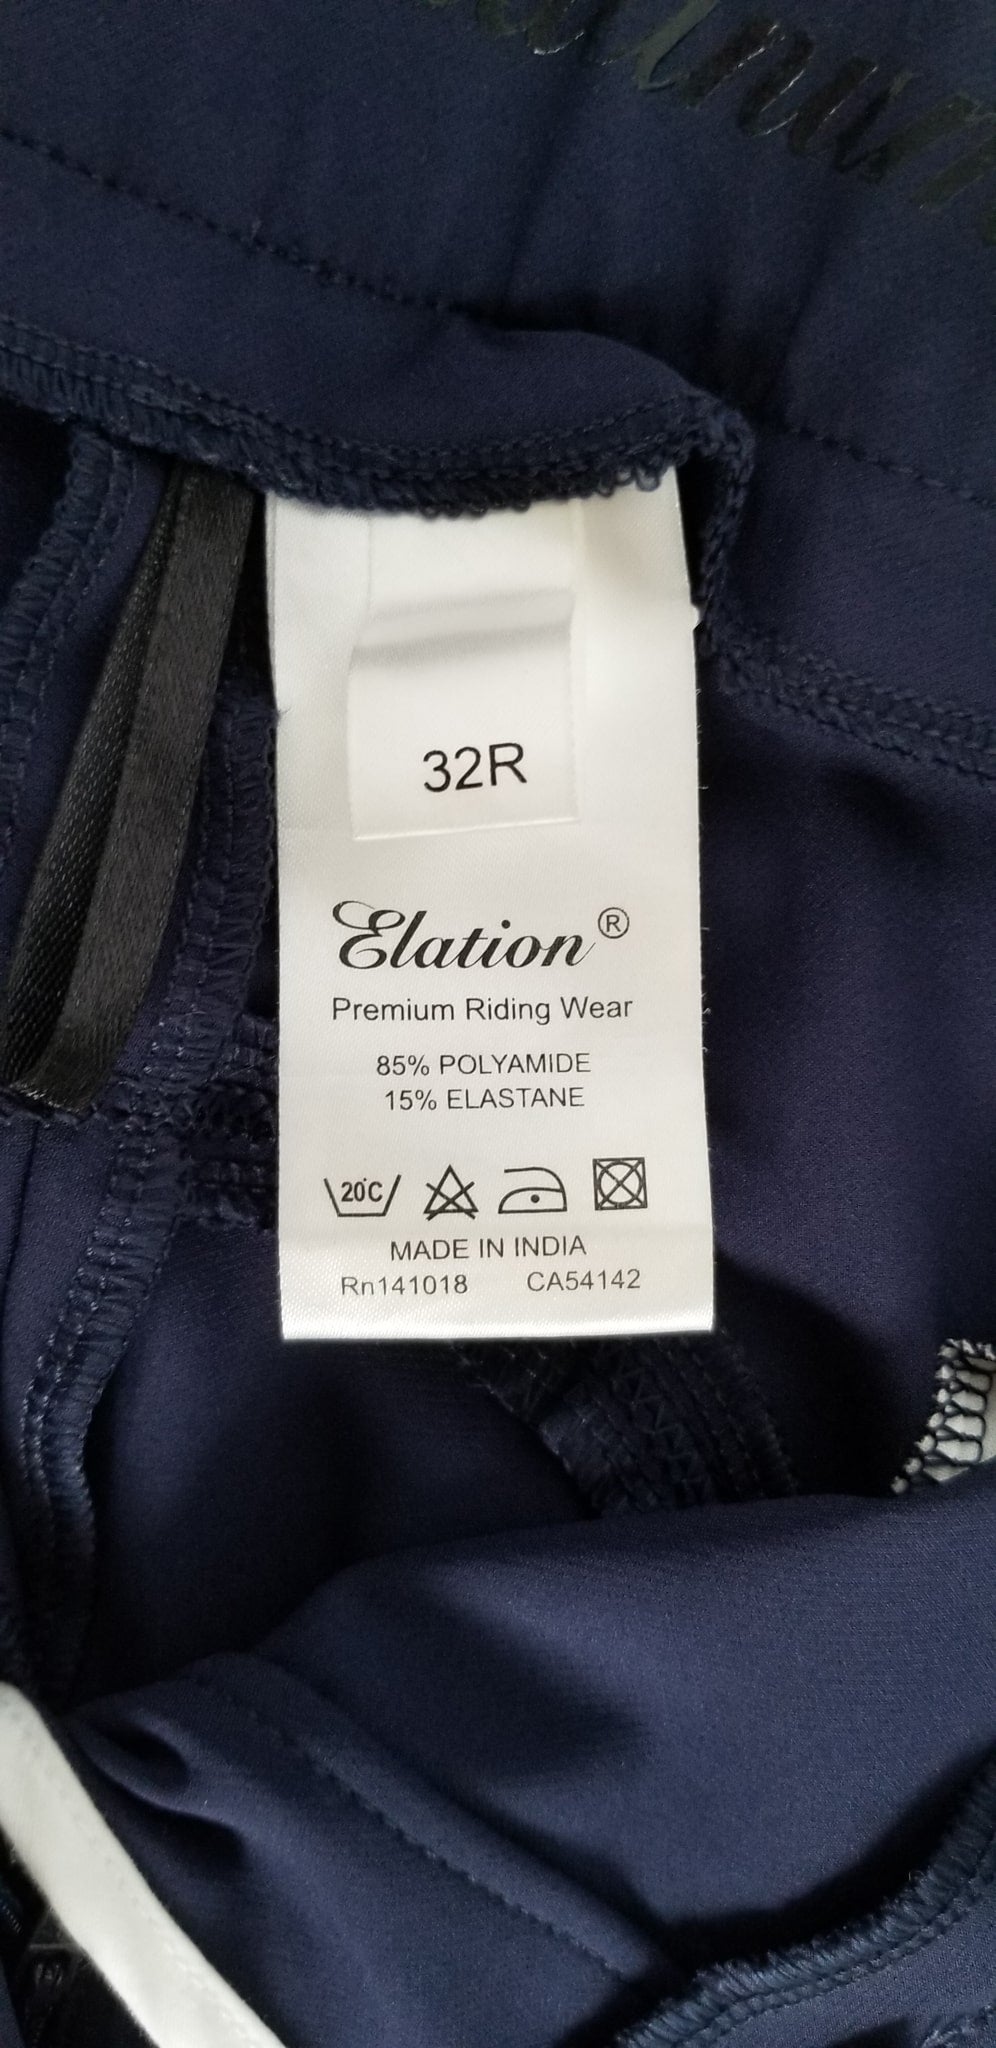 32R
Elation®
Premium Riding Wear
85% POLYAMIDE
15% ELASTANE
20°C
MADE IN INDIA
Rn141018 CA54142